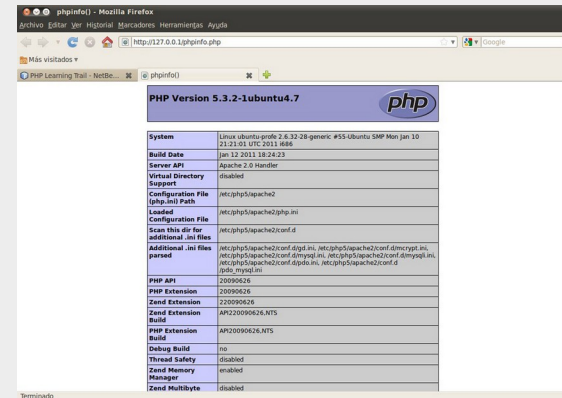 phpinfo() - Mozilla Firefox
Archivo Editar Ver Historial Marcadores Herramientas Ayuda
http://127.0.0.1/phpinfo.php
Google
Más visitados
PHP Learning Trail - NetBe...
phpinfo()
PHP Version 5.3.2-1ubuntu4.7
php
System
Linux ubuntu-profe 2.6.32-28-generic #55-Ubuntu SMP Mon Jan 10
21:21:01 UTC 2011 i686
Build Date
Jan 12 2011 18:24:23
Server API
Apache 2.0 Handler
Virtual Directory
Support
disabled
Configuration File
(php.ini) Path
/etc/php5/apache2
Loaded
Configuration File
/etc/php5/apache2/php.ini
Scan this dir for
additional .ini files
/etc/php5/apache2/conf.d
Additional .ini files
parsed
/etc/php5/apache2/conf.d/gd.ini, /etc/php5/apache2/conf.d/mcrypt.ini,
/etc/php5/apache2/conf.d/mysql.ini, /etc/php5/apache2/conf.d/mysqli.ini,
/etc/php5/apache2/conf.d/pdo.ini, /etc/php5/apache2/conf.d
/pdo_mysql.ini
PHP API
20090626
PHP Extension
20090626
Zend Extension
220090626
Zend Extension
Build
API220090626,NTS
PHP Extension
Build
API20090626,NTS
Debug Build
no
Thread Safety
disabled
Zend Memory
Manager
enabled
Zend Multibyte
disabled
Terminado